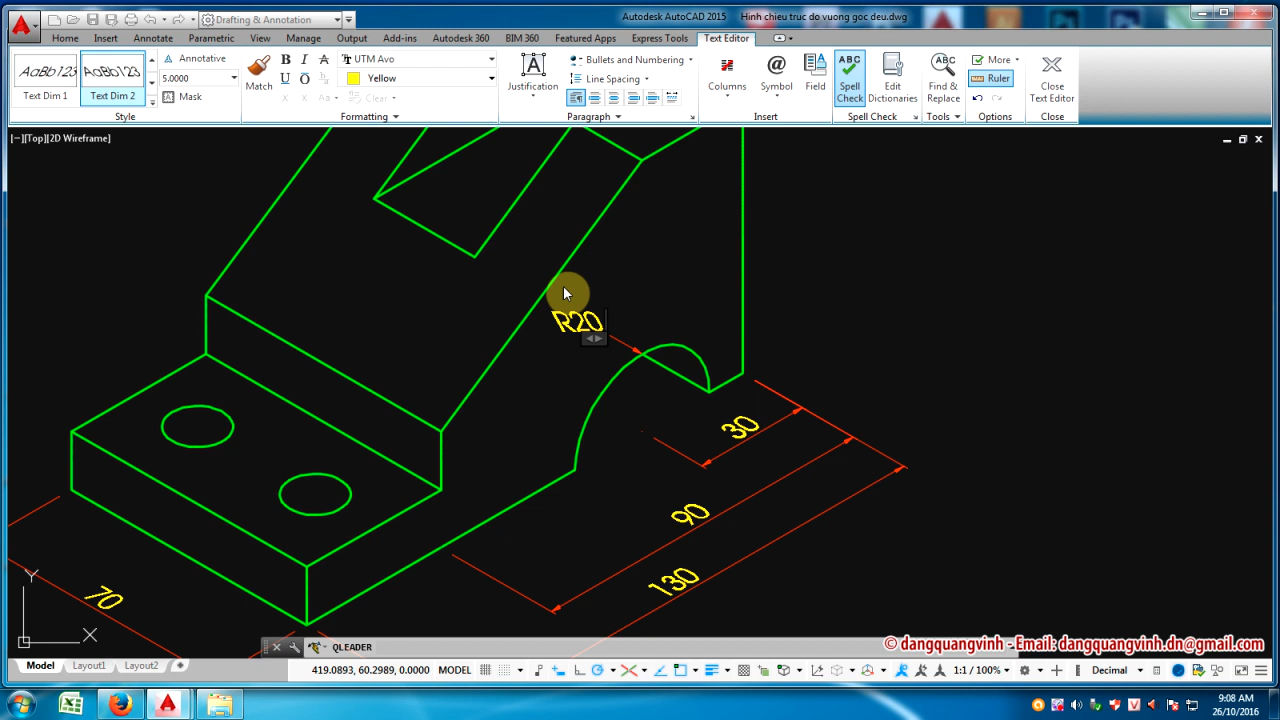 Drafting & Annotation
Autodesk AutoCAD 2015 Hinh chieu truc do vuong goc deu.dwg
Home Insert Annotate Parametric View Manage Output Add-ins Autodesk 360 BIM 360 Featured Apps Express Tools Text Editor
AaBb123 AaBb123
Text Dim 1 Text Dim 2
Annotative
5.0000
Mask
Style
Match
B I A
U O
UTM Avo
Yellow
Clear
Formatting
A
Justification
Bullets and Numbering
Line Spacing
Paragraph
Columns
@
Symbol
Field
Insert
ABC
Spell
Check
Edit
Dictionaries
Spell Check
Find &
Replace
Tools
More
Ruler
Options
Close
Text Editor
Close
[−][Top][2D Wireframe]
R20
30
90
130
70
Y
X
QLEADER
© dangquangvinh - Email: dangquangvinh.dn@gmail.com
Model Layout1 Layout2
419.0893, 60.2989, 0.0000 MODEL
1:1 / 100%
Decimal
9:08 AM
26/10/2016